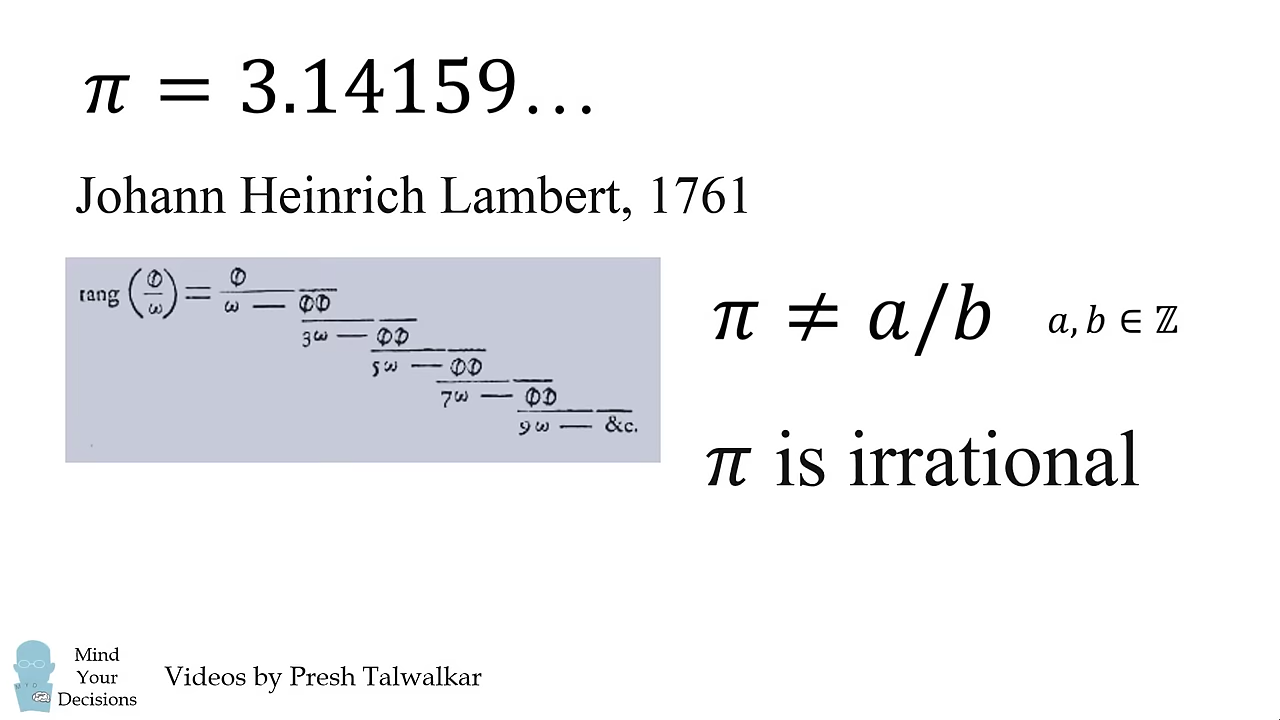 π = 3.14159…
Johann Heinrich Lambert, 1761
tang (Φ/ω) = Φ
ω — ΦΦ
3ω — ΦΦ
5ω — ΦΦ
7ω — ΦΦ
9ω — &c.
π ≠ a/b a, b ∈ ℤ
π is irrational
Mind
Your
Decisions
Videos by Presh Talwalkar